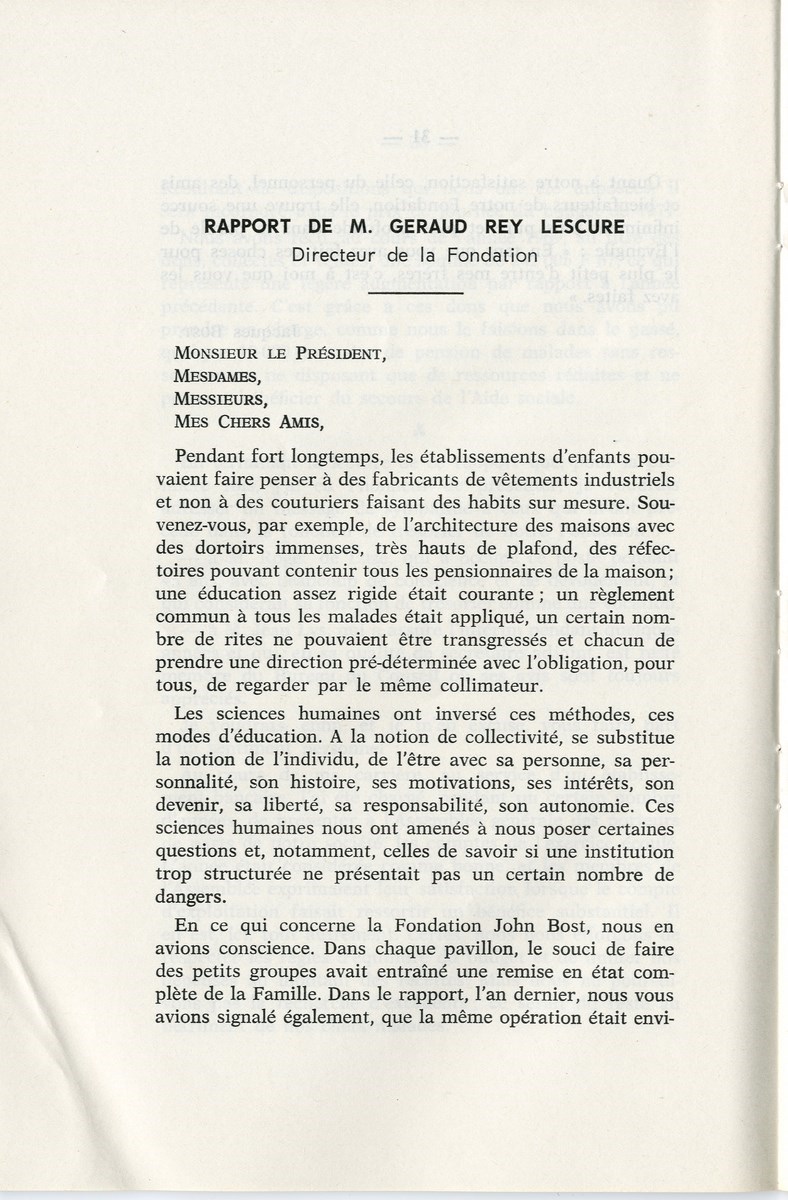 RAPPORT DE M. GERAUD REY LESCURE
Directeur de la Fondation
MONSIEUR LE PRÉSIDENT,
MESDAMES,
MESSIEURS,
MES CHERS AMIS,
Pendant fort longtemps, les établissements d'enfants pou-
vaient faire penser à des fabricants de vêtements industriels
et non à des couturiers faisant des habits sur mesure. Sou-
venez-vous, par exemple, de l'architecture des maisons avec
des dortoirs immenses, très hauts de plafond, des réfec-
toires pouvant contenir tous les pensionnaires de la maison;
une éducation assez rigide était courante ; un règlement
commun à tous les malades était appliqué, un certain nom-
bre de rites ne pouvaient être transgressés et chacun de
prendre une direction pré-déterminée avec l'obligation, pour
tous, de regarder par le même collimateur.
Les sciences humaines ont inversé ces méthodes, ces
modes d'éducation. A la notion de collectivité, se substitue
la notion de l'individu, de l'être avec sa personne, sa per-
sonnalité, son histoire, ses motivations, ses intérêts, son
devenir, sa liberté, sa responsabilité, son autonomie. Ces
sciences humaines nous ont amenés à nous poser certaines
questions et, notamment, celles de savoir si une institution
trop structurée ne présentait pas un certain nombre de
dangers.
En ce qui concerne la Fondation John Bost, nous en
avions conscience. Dans chaque pavillon, le souci de faire
des petits groupes avait entraîné une remise en état com-
plète de la Famille. Dans le rapport, l'an dernier, nous vous
avions signalé également, que la même opération était envi-